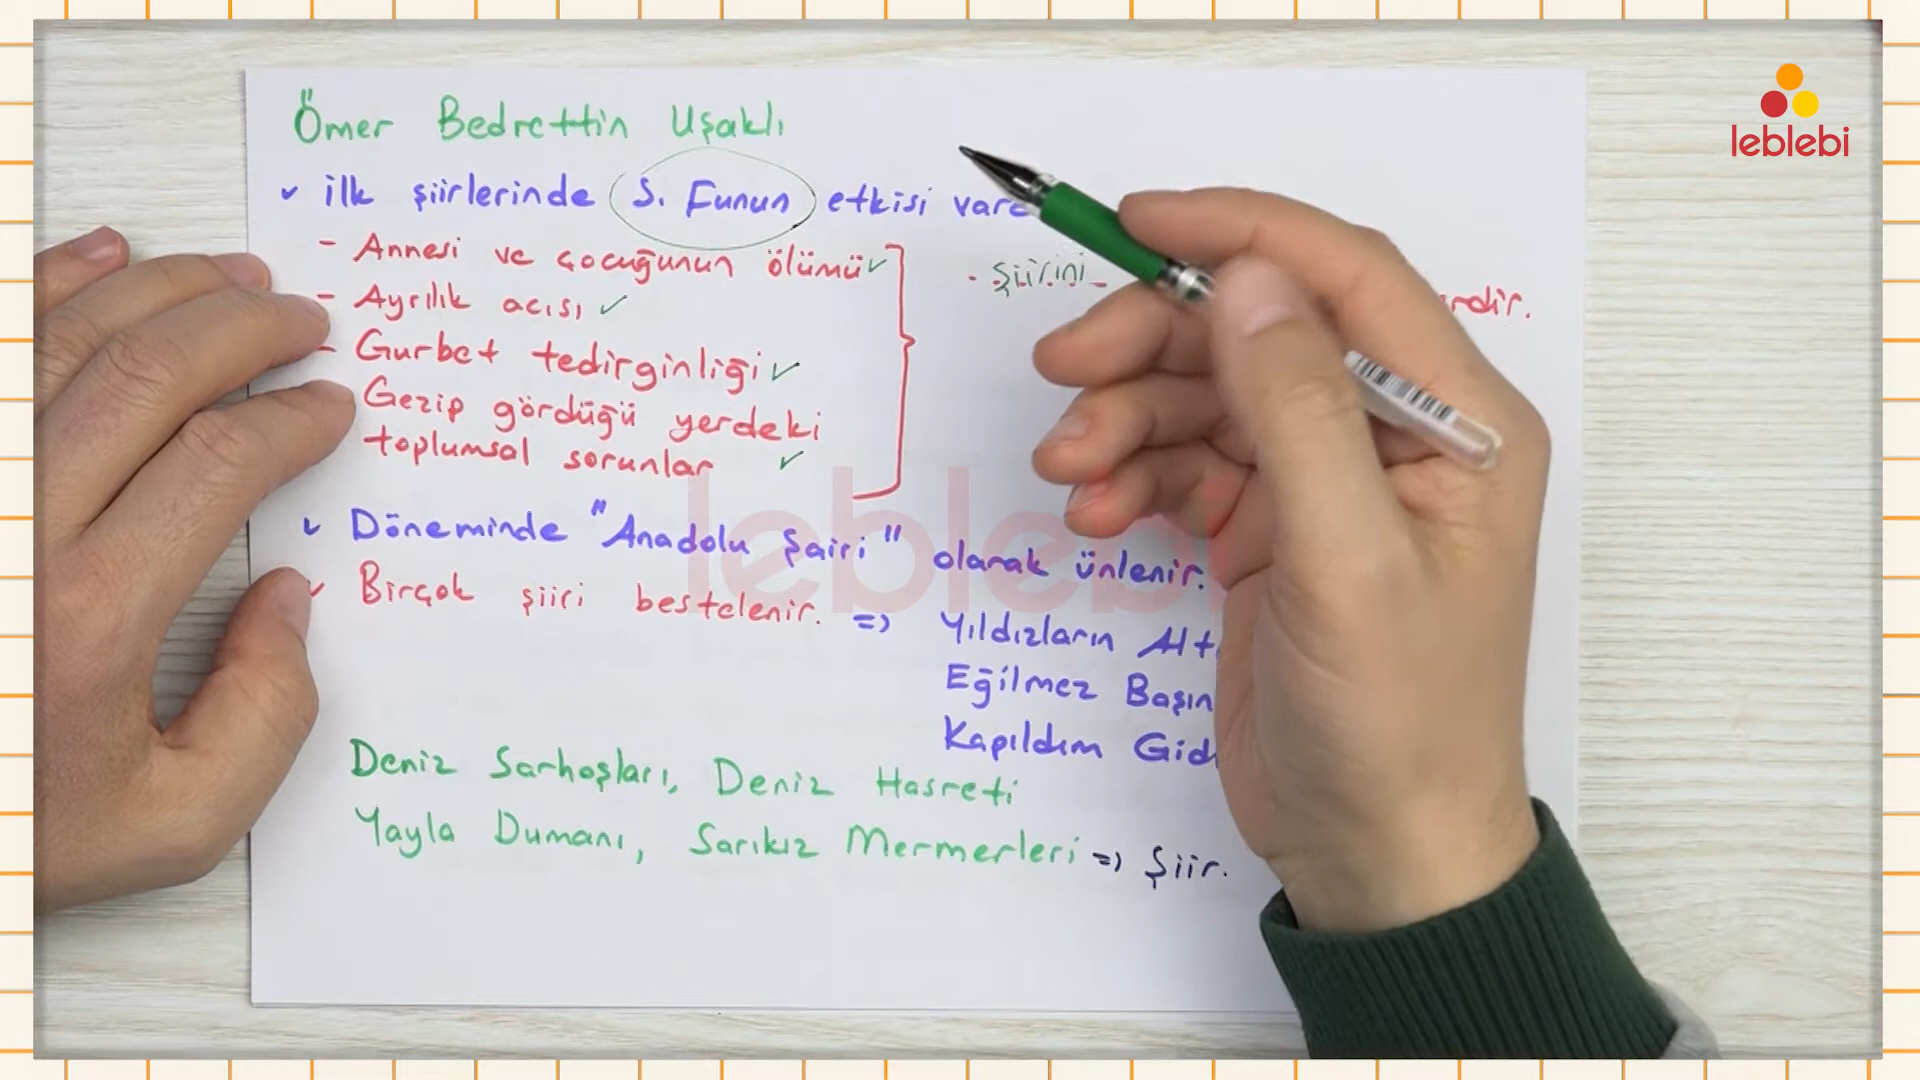 leblebi
Ömer Bedrettin Uşaklı
✓ ilk şiirlerinde S. Funun etkisi
- Annesi ve çocuğunun ölümü ✓
- Şiirini
- Ayrılık acısı ✓
- Gurbet tedirginliği ✓
Gezip gördüğü yerdeki
toplumsal sorunlar ✓
✓ Döneminde "Anadolu Şairi" olarak ünlenir.
✓ Birçok şiiri bestelenir. => Yıldızların
Eğilmez
Kapıldım
Deniz Sarhoşları, Deniz Hasreti
Yayla Dumanı, Sarıkız Mermerleri => Şiir.
leblebi